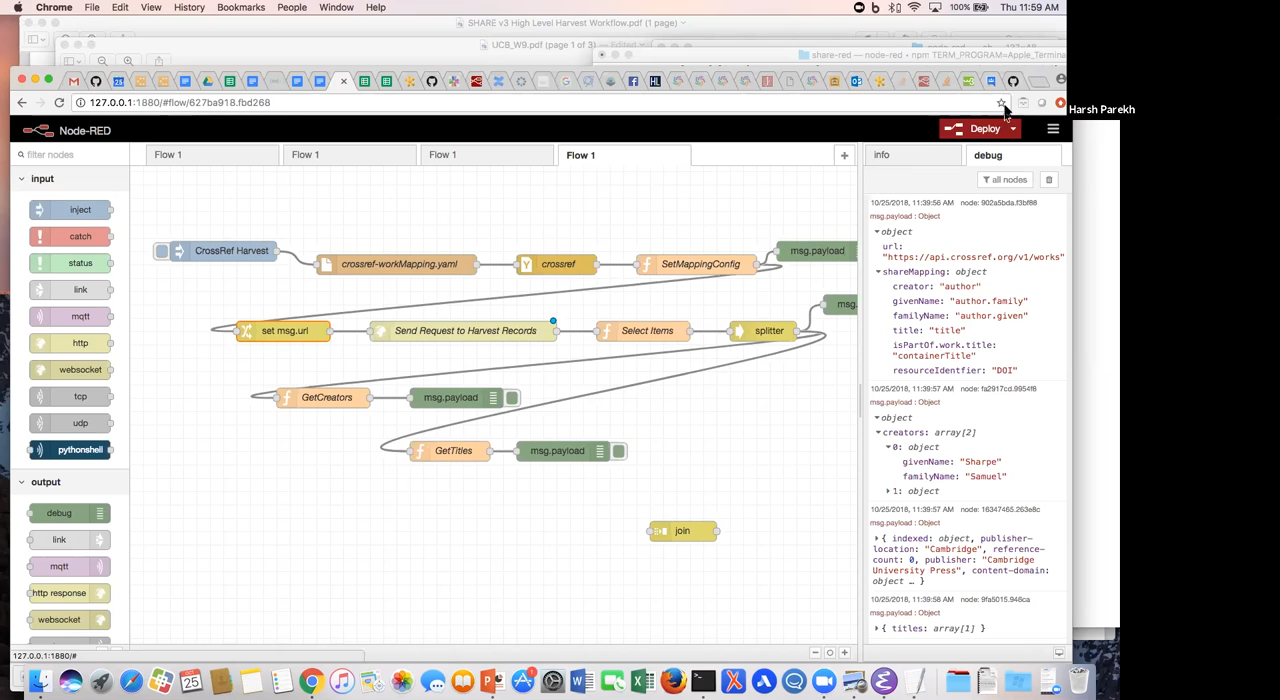 Chrome File Edit View History Bookmarks People Window Help 100% Thu 11:59 AM
SHARE v3 High Level Harvest Workflow.pdf (1 page)
UCB_W9.pdf (page 1 of 3)
share-red — node-red • npm TERM_PROGRAM=Apple_Termina
127.0.0.1:1880/#flow/627ba918.fbd268
Harsh Parekh
Node-RED
Deploy
filter nodes
Flow 1 Flow 1 Flow 1 Flow 1
info debug
input
all nodes
inject
catch
status
link
mqtt
http
websocket
tcp
udp
pythonshell
output
debug
link
mqtt
http response
websocket
CrossRef Harvest
crossref-workMapping.yaml
crossref
SetMappingConfig
msg.payload
msg.
set msg.url
Send Request to Harvest Records
Select Items
splitter
GetCreators
msg.payload
GetTitles
msg.payload
join
10/25/2018, 11:39:56 AM node: 902a5bda.f3bf88
msg.payload : Object
object
url:
"https://api.crossref.org/v1/works"
shareMapping: object
creator: "author"
givenName: "author.family"
familyName: "author.given"
title: "title"
isPartOf.work.title:
"containerTitle"
resourceIdentfier: "DOI"
10/25/2018, 11:39:57 AM node: fa2917cd.9954f8
msg.payload : Object
object
creators: array[2]
0: object
givenName: "Sharpe"
familyName: "Samuel"
1: object
10/25/2018, 11:39:57 AM node: 16347465.263e8c
msg.payload : Object
{ indexed: object, publisher-
location: "Cambridge", reference-
count: 0, publisher: "Cambridge
University Press", content-domain:
object … }
10/25/2018, 11:39:58 AM node: 9fa5015.946ca
msg.payload : Object
{ titles: array[1] }
127.0.0.1:1880/#